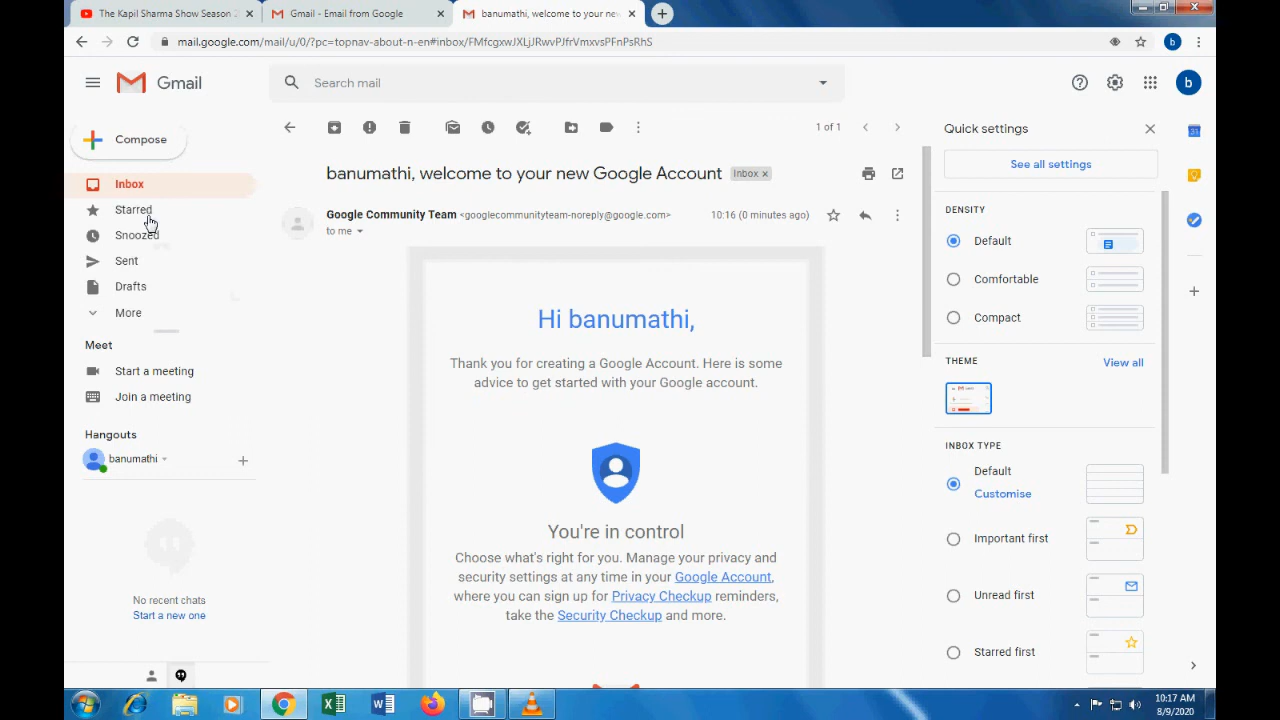 The Kapil Sharma Show Season 2
Gmail - Email from Google
banumathi, welcome to your new
mail.google.com/mail/u/0/?pc=topnav-about-n-en#inbox/FMfcgxwJXLjJRwvPJfrVmxvsPFnPsRhS
b
Gmail
Search mail
b
Compose
1 of 1
Quick settings
See all settings
banumathi, welcome to your new Google Account
Inbox x
Google Community Team <googlecommunityteam-noreply@google.com>
10:16 (0 minutes ago)
to me
Inbox
Starred
Snoozed
Sent
Drafts
More
Meet
Start a meeting
Join a meeting
Hangouts
banumathi
No recent chats
Start a new one
Hi banumathi,
Thank you for creating a Google Account. Here is some
advice to get started with your Google account.
You're in control
Choose what's right for you. Manage your privacy and
security settings at any time in your Google Account,
where you can sign up for Privacy Checkup reminders,
take the Security Checkup and more.
DENSITY
Default
Comfortable
Compact
THEME
View all
INBOX TYPE
Default
Customise
Important first
Unread first
Starred first
31
10:17 AM
8/9/2020